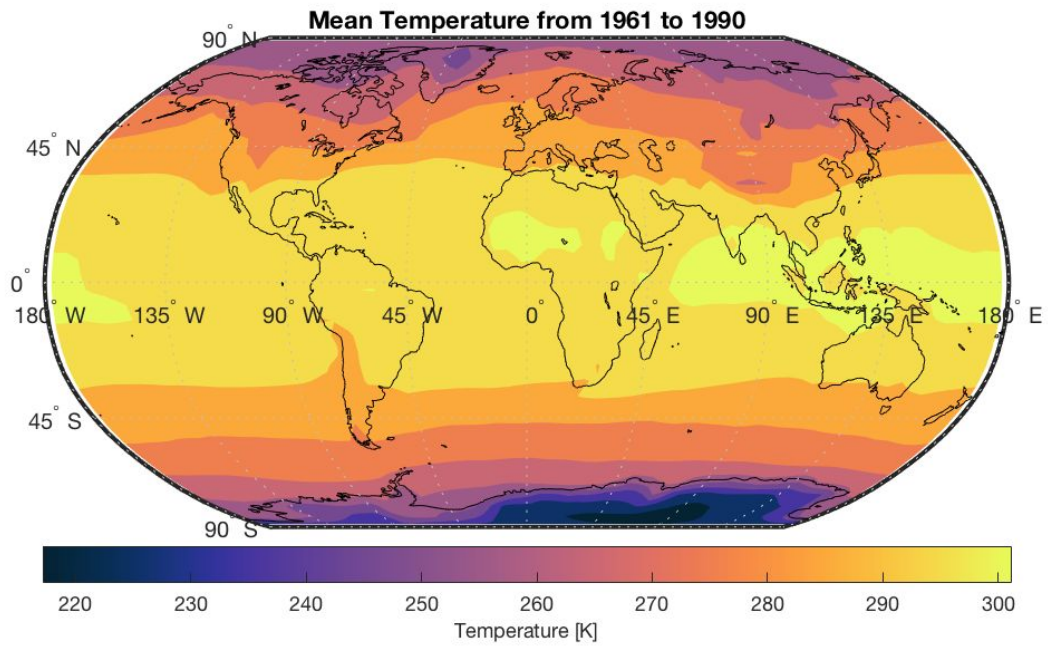 Mean Temperature from 1961 to 1990
90° N
45° N
0°
180° W 135° W 90° W 45° W 0° 45° E 90° E 135° E 180° E
45° S
90° S
220 230 240 250 260 270 280 290 300
Temperature [K]